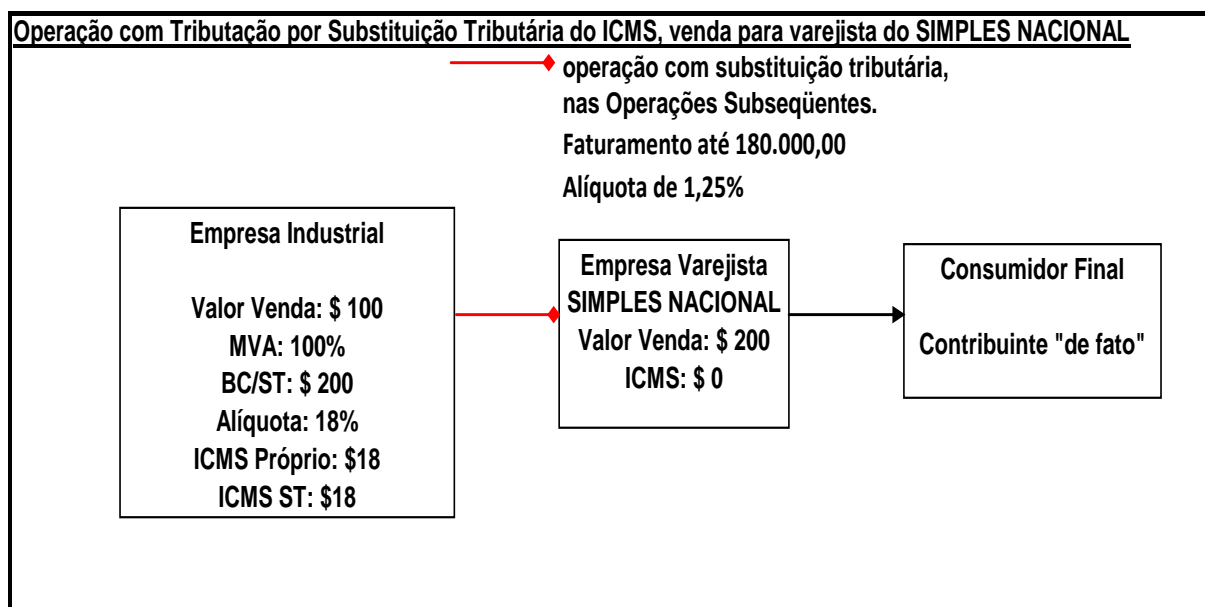 Operação com Tributação por Substituição Tributária do ICMS, venda para varejista do SIMPLES NACIONAL
operação com substituição tributária,
nas Operações Subseqüentes.
Faturamento até 180.000,00
Alíquota de 1,25%
Empresa Industrial
Valor Venda: $ 100
MVA: 100%
BC/ST: $ 200
Alíquota: 18%
ICMS Próprio: $18
ICMS ST: $18
Empresa Varejista
SIMPLES NACIONAL
Valor Venda: $ 200
ICMS: $ 0
Consumidor Final
Contribuinte "de fato"